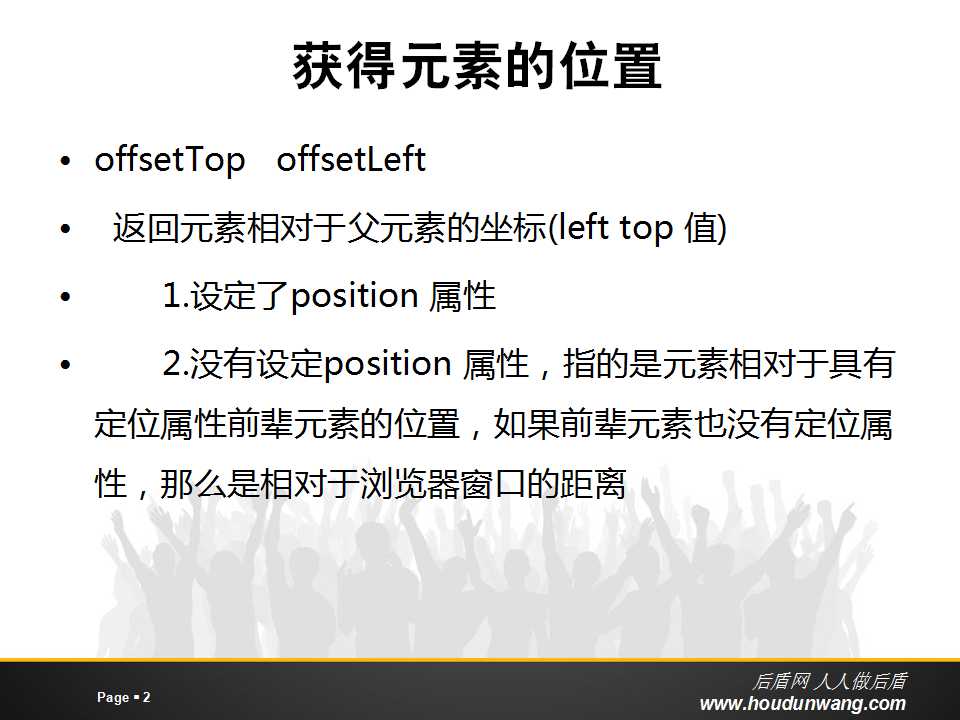 获得元素的位置
• offsetTop offsetLeft
• 返回元素相对于父元素的坐标(left top 值)
• 1.设定了position 属性
• 2.没有设定position 属性，指的是元素相对于具有
定位属性前辈元素的位置，如果前辈元素也没有定位属
性，那么是相对于浏览器窗口的距离
Page ▪ 2
后盾网 人人做后盾
www.houdunwang.com